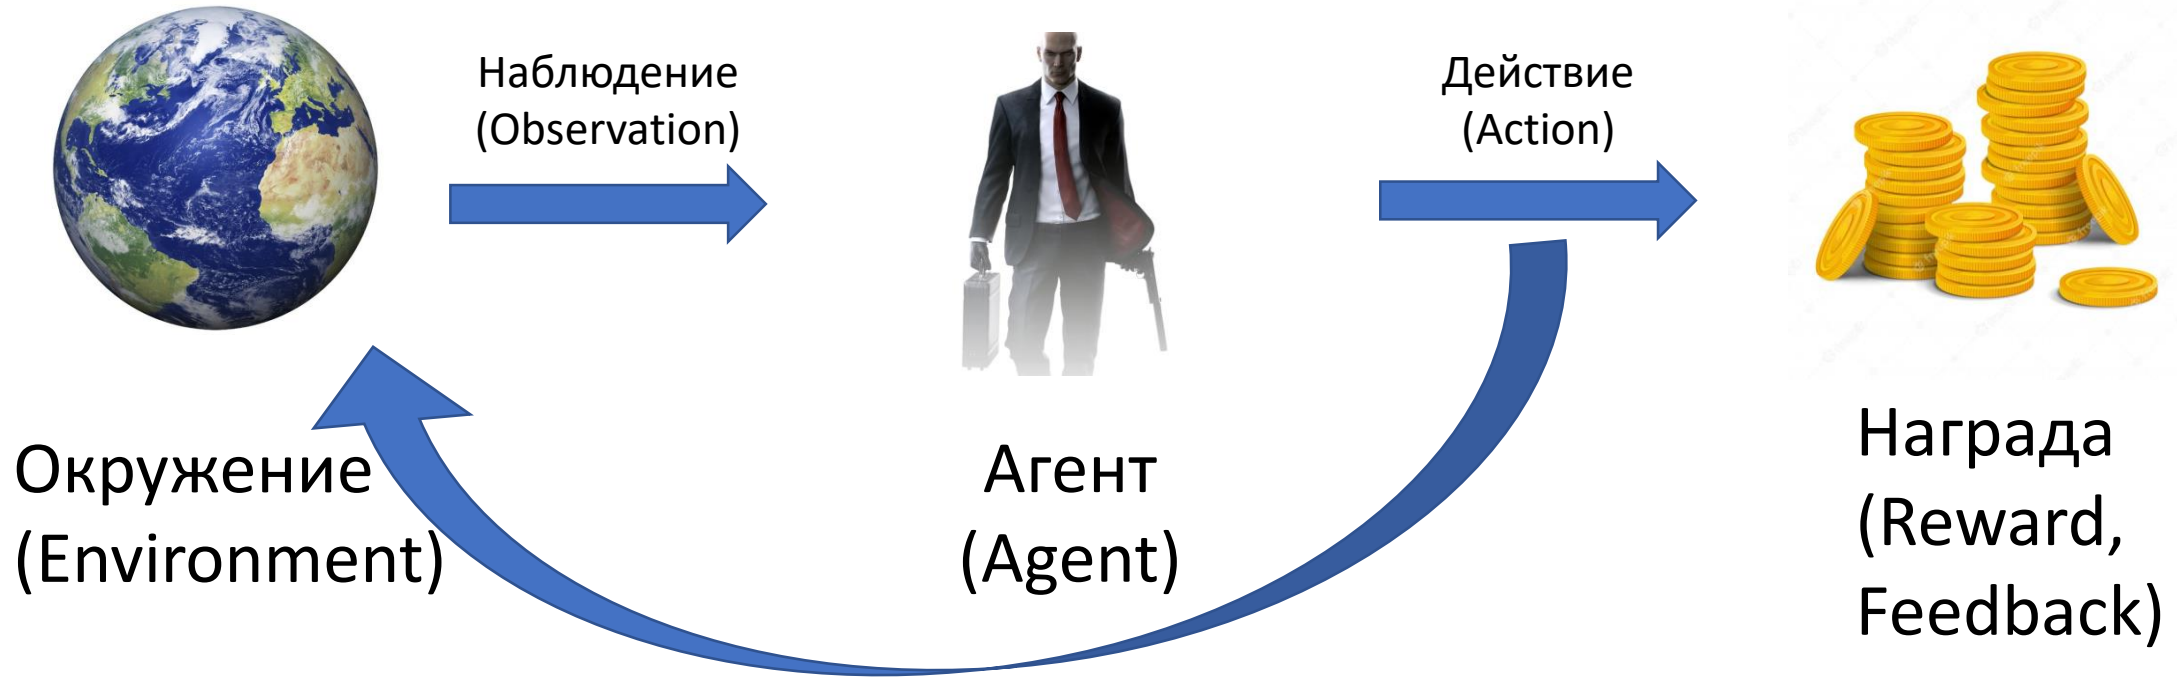 Наблюдение
(Observation)
Действие
(Action)
Окружение
(Environment)
Агент
(Agent)
Награда
(Reward,
Feedback)